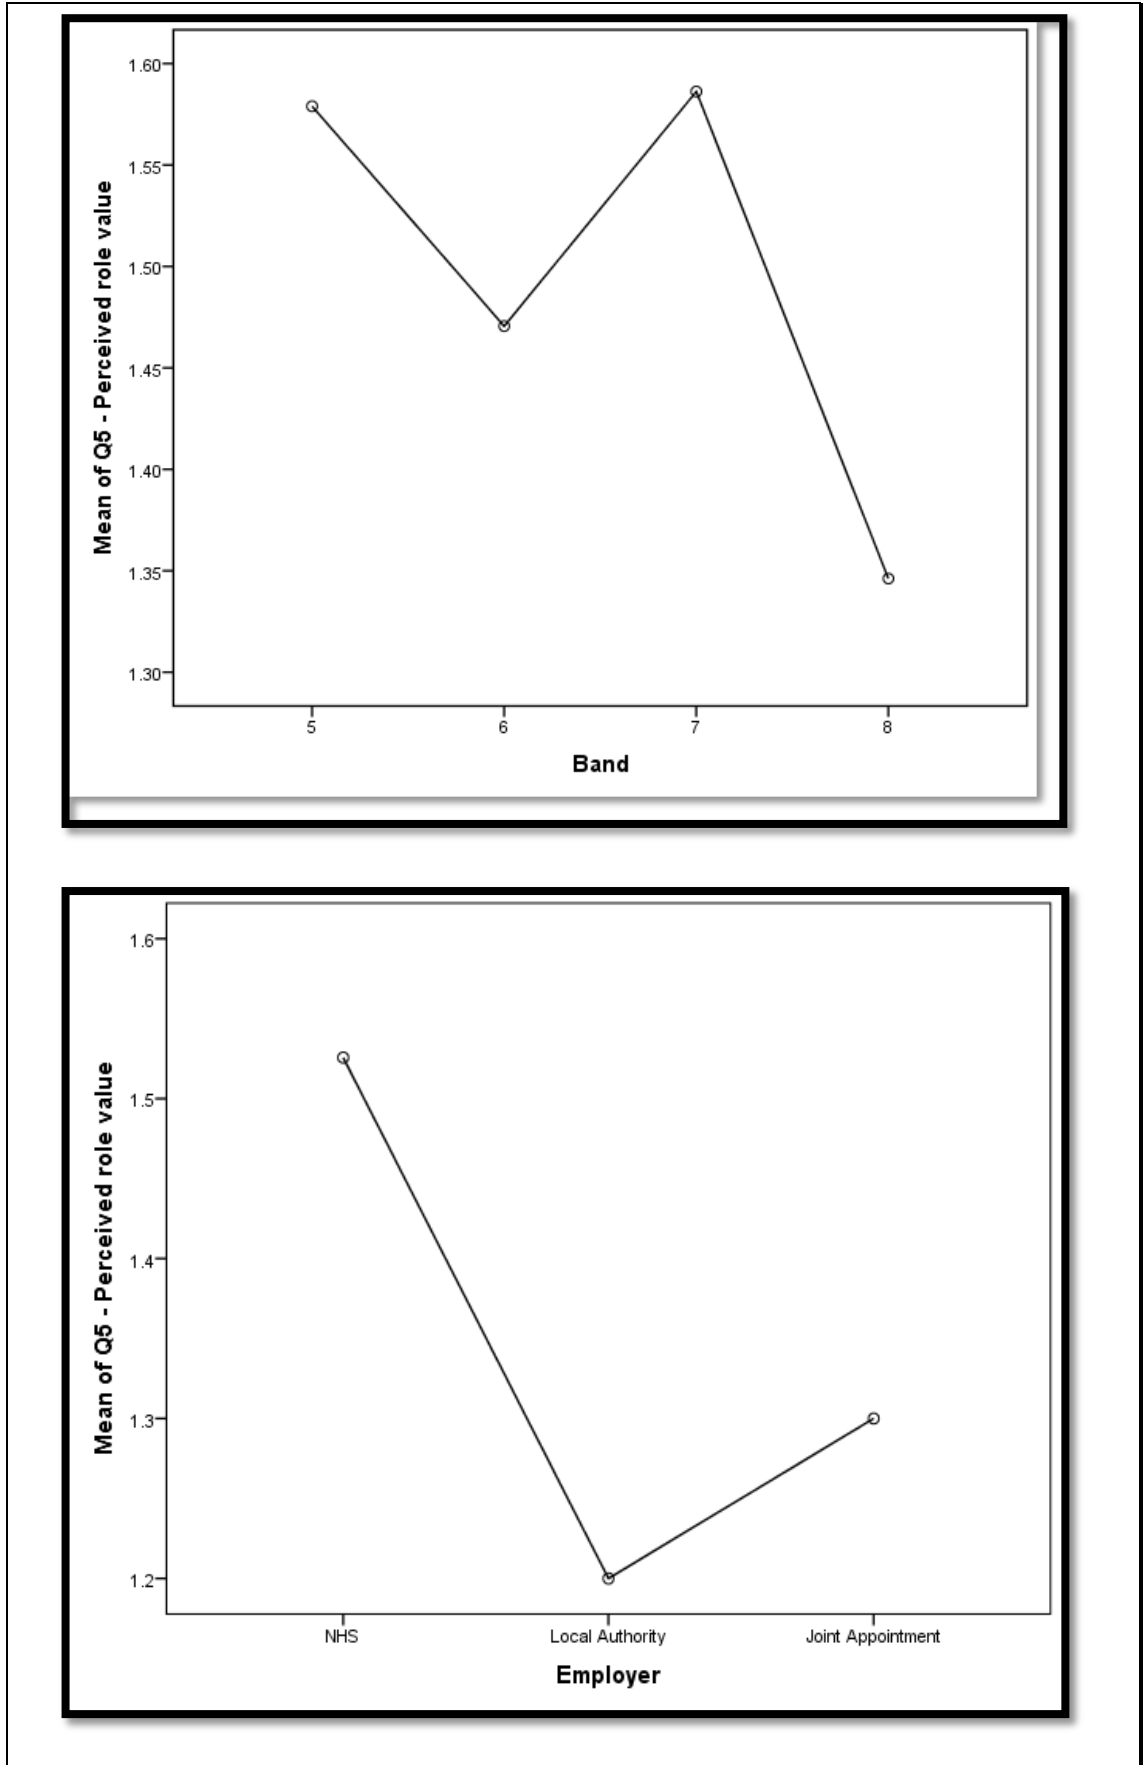 Mean of Q5 - Perceived role value
1.60
1.55
1.50
1.45
1.40
1.35
1.30
5 6 7 8
Band
Mean of Q5 - Perceived role value
1.6
1.5
1.4
1.3
1.2
NHS Local Authority Joint Appointment
Employer